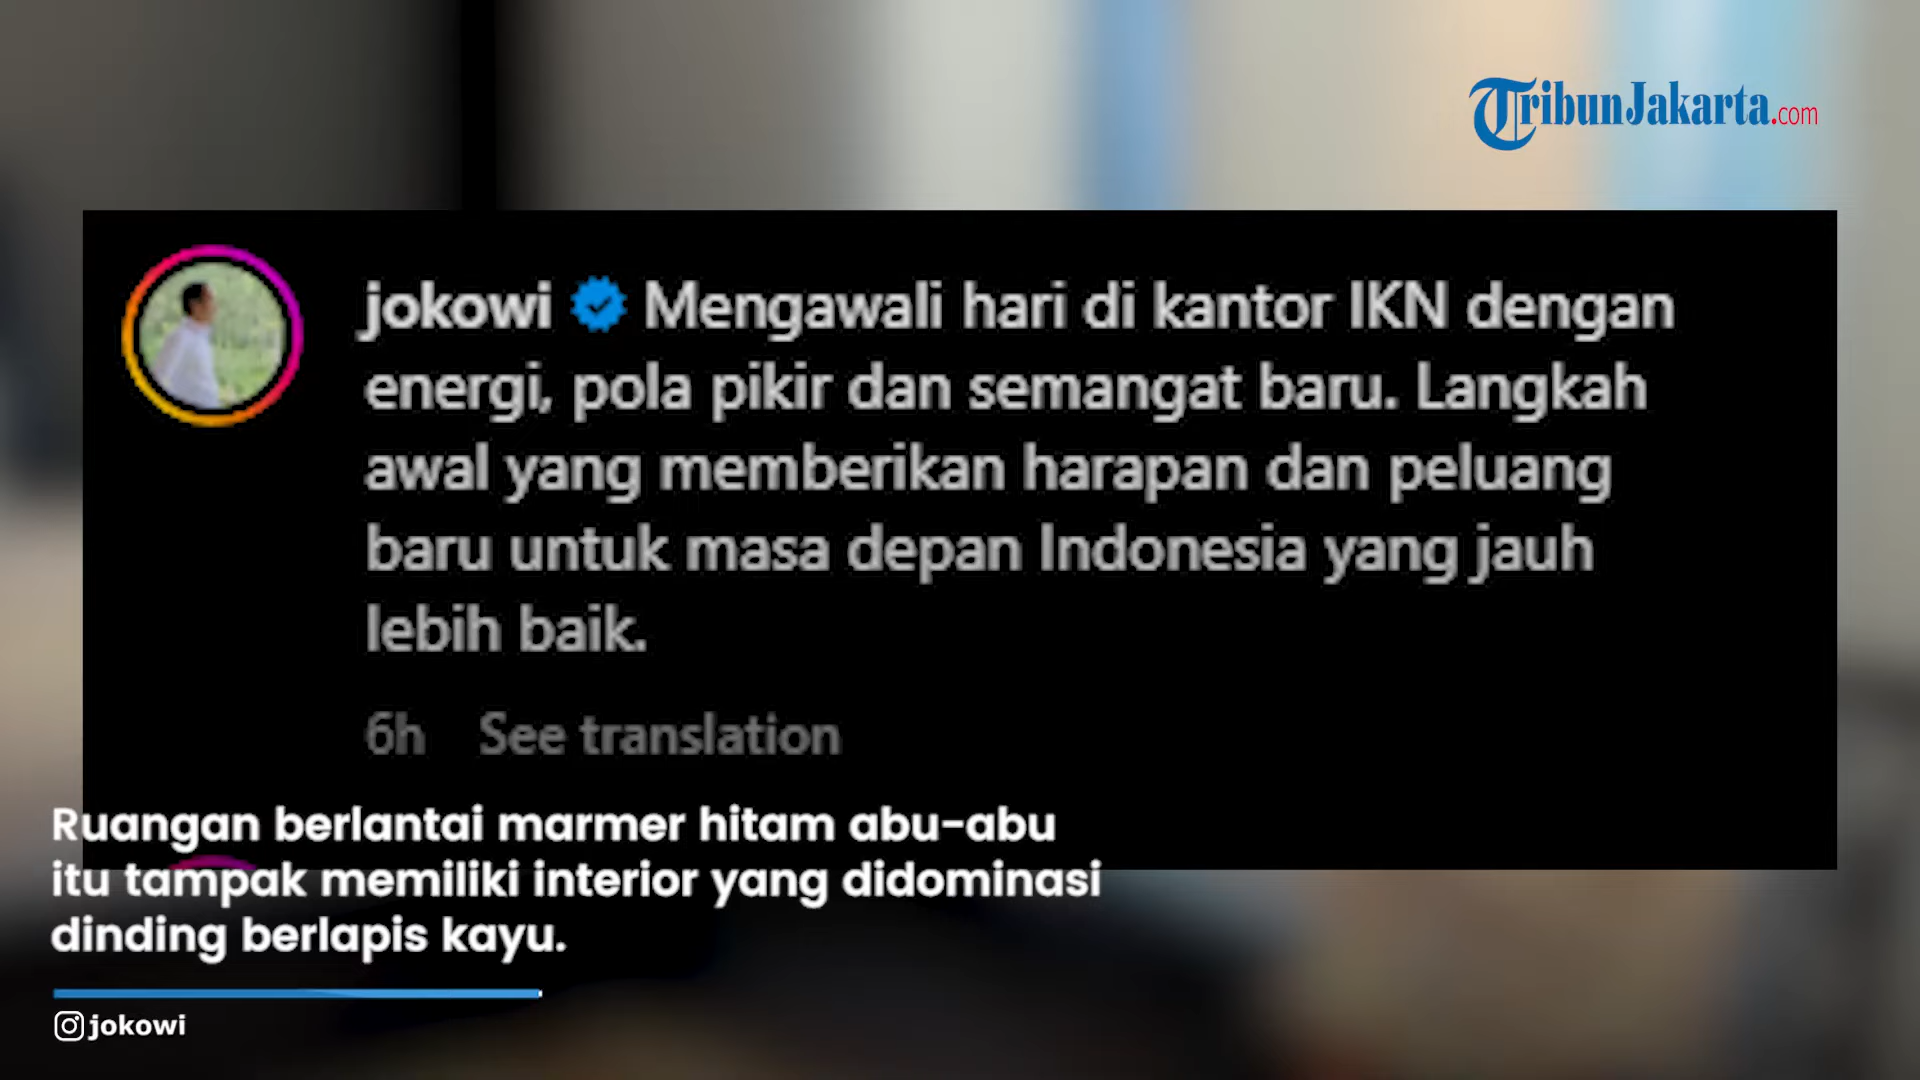 TribunJakarta.com
jokowi Mengawali hari di kantor IKN dengan
energi, pola pikir dan semangat baru. Langkah
awal yang memberikan harapan dan peluang
baru untuk masa depan Indonesia yang jauh
lebih baik.
6h See translation
Ruangan berlantai marmer hitam abu-abu
itu tampak memiliki interior yang didominasi
dinding berlapis kayu.
jokowi